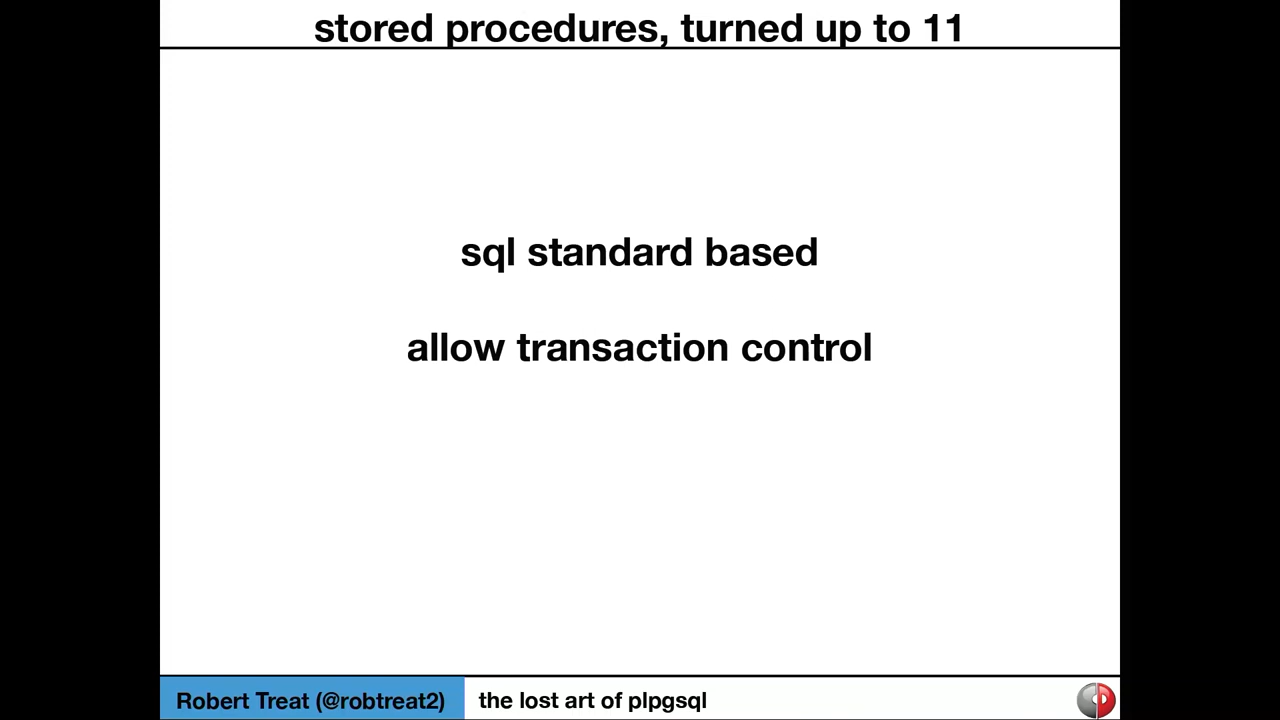 stored procedures, turned up to 11
sql standard based
allow transaction control
Robert Treat (@robtreat2)
the lost art of plpgsql